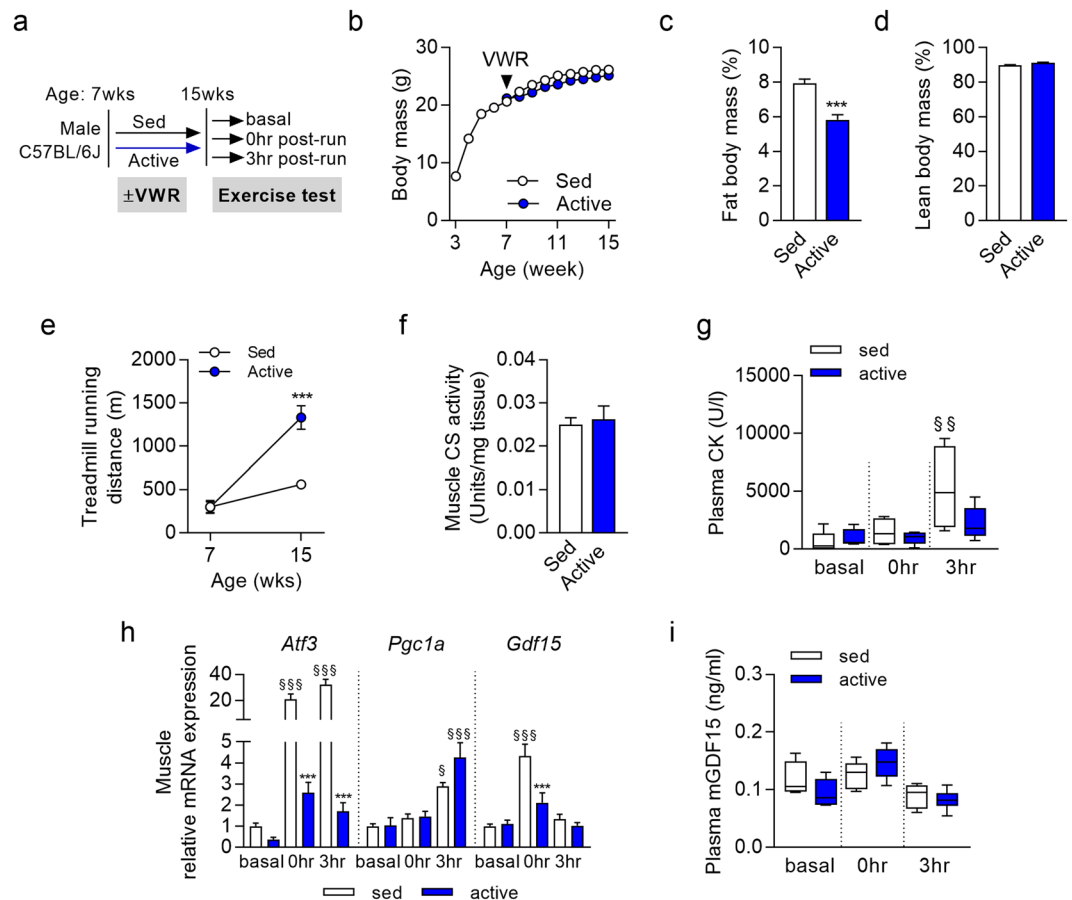 a
Age: 7wks 15wks
Male
C57BL/6J
Sed
Active
basal
0hr post-run
3hr post-run
±VWR
Exercise test
b
VWR
Body mass (g)
30
20
10
0
Sed
Active
3 7 11 15
Age (week)
c
Fat body mass (%)
10
8
6
4
2
0
***
Sed
Active
d
Lean body mass (%)
100
80
60
40
20
0
Sed
Active
e
Sed
Active
Treadmill running
distance (m)
2000
1500
1000
500
0
***
7 15
Age (wks)
f
Muscle CS activity
(Units/mg tissue)
0.04
0.03
0.02
0.01
0.00
Sed
Active
g
sed
active
Plasma CK (U/l)
15000
10000
5000
0
§ §
basal 0hr 3hr
h
Atf3 Pgc1a Gdf15
Muscle
relative mRNA expression
40
20
0
5
4
3
2
1
0
§§§
§§§
***
***
§
§§§
§§§
***
basal 0hr 3hr basal 0hr 3hr basal 0hr 3hr
sed active
i
sed
active
Plasma mGDF15 (ng/ml)
0.3
0.2
0.1
0.0
basal 0hr 3hr